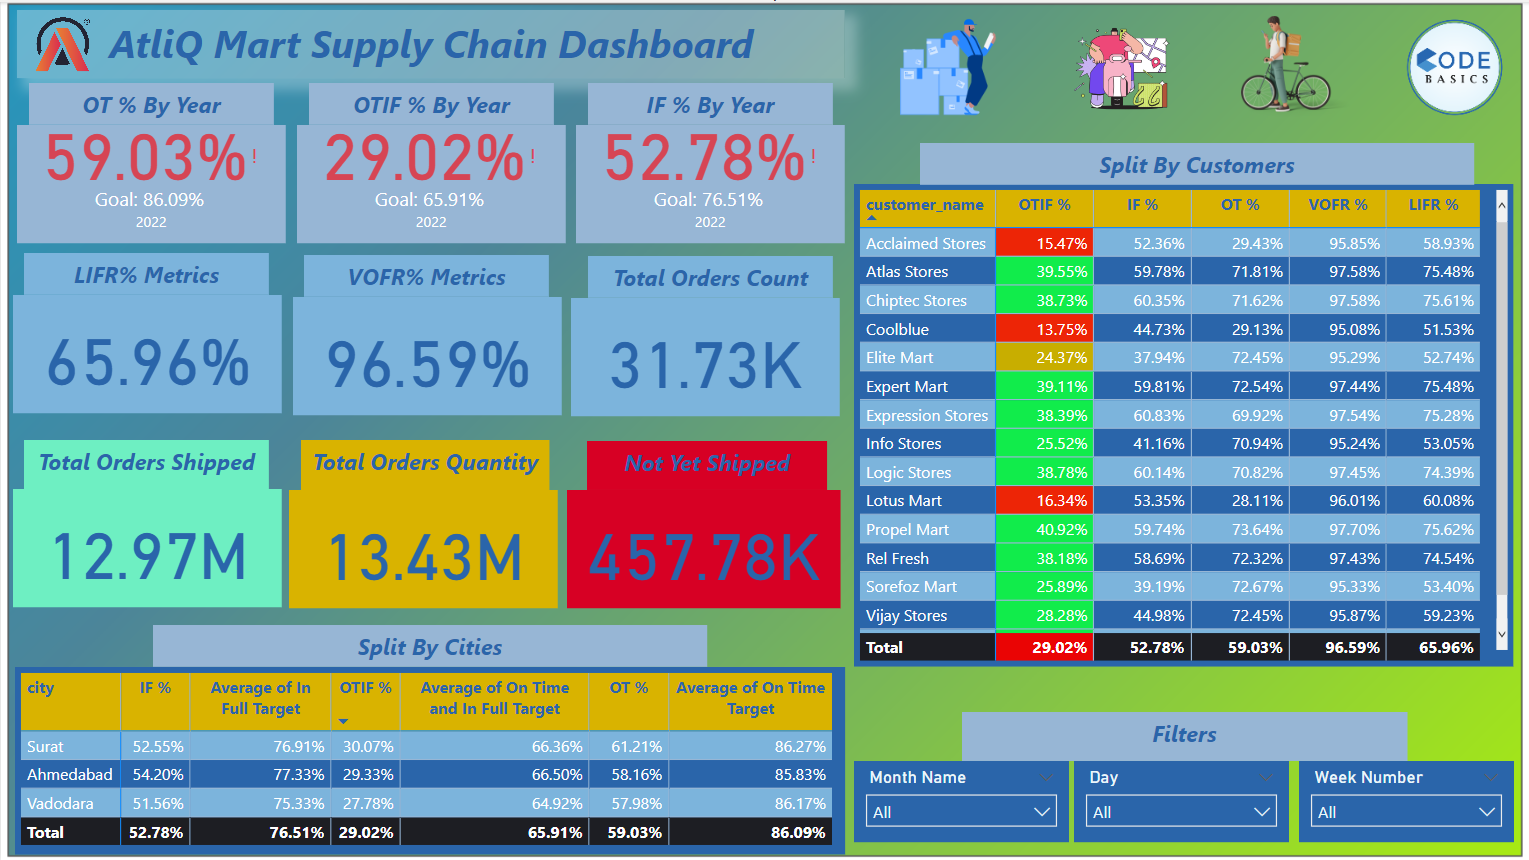 AtliQ Mart Supply Chain Dashboard
CODE
BASICS
OT % By Year
59.03%!
Goal: 86.09%
2022
OTIF % By Year
29.02%!
Goal: 65.91%
2022
IF % By Year
52.78%!
Goal: 76.51%
2022
LIFR% Metrics
65.96%
VOFR% Metrics
96.59%
Total Orders Count
31.73K
Total Orders Shipped
12.97M
Total Orders Quantity
13.43M
Not Yet Shipped
457.78K
Split By Cities
city IF % Average of In Full Target OTIF % Average of On Time and In Full Target OT % Average of On Time Target
Surat 52.55% 76.91% 30.07% 66.36% 61.21% 86.27%
Ahmedabad 54.20% 77.33% 29.33% 66.50% 58.16% 85.83%
Vadodara 51.56% 75.33% 27.78% 64.92% 57.98% 86.17%
Total 52.78% 76.51% 29.02% 65.91% 59.03% 86.09%
Split By Customers
customer_name OTIF % IF % OT % VOFR % LIFR %
Acclaimed Stores 15.47% 52.36% 29.43% 95.85% 58.93%
Atlas Stores 39.55% 59.78% 71.81% 97.58% 75.48%
Chiptec Stores 38.73% 60.35% 71.62% 97.58% 75.61%
Coolblue 13.75% 44.73% 29.13% 95.08% 51.53%
Elite Mart 24.37% 37.94% 72.45% 95.29% 52.74%
Expert Mart 39.11% 59.81% 72.54% 97.44% 75.48%
Expression Stores 38.39% 60.83% 69.92% 97.54% 75.28%
Info Stores 25.52% 41.16% 70.94% 95.24% 53.05%
Logic Stores 38.78% 60.14% 70.82% 97.45% 74.39%
Lotus Mart 16.34% 53.35% 28.11% 96.01% 60.08%
Propel Mart 40.92% 59.74% 73.64% 97.70% 75.62%
Rel Fresh 38.18% 58.69% 72.32% 97.43% 74.54%
Sorefoz Mart 25.89% 39.19% 72.67% 95.33% 53.40%
Vijay Stores 28.28% 44.98% 72.45% 95.87% 59.23%
Total 29.02% 52.78% 59.03% 96.59% 65.96%
Filters
Month Name
All
Day
All
Week Number
All